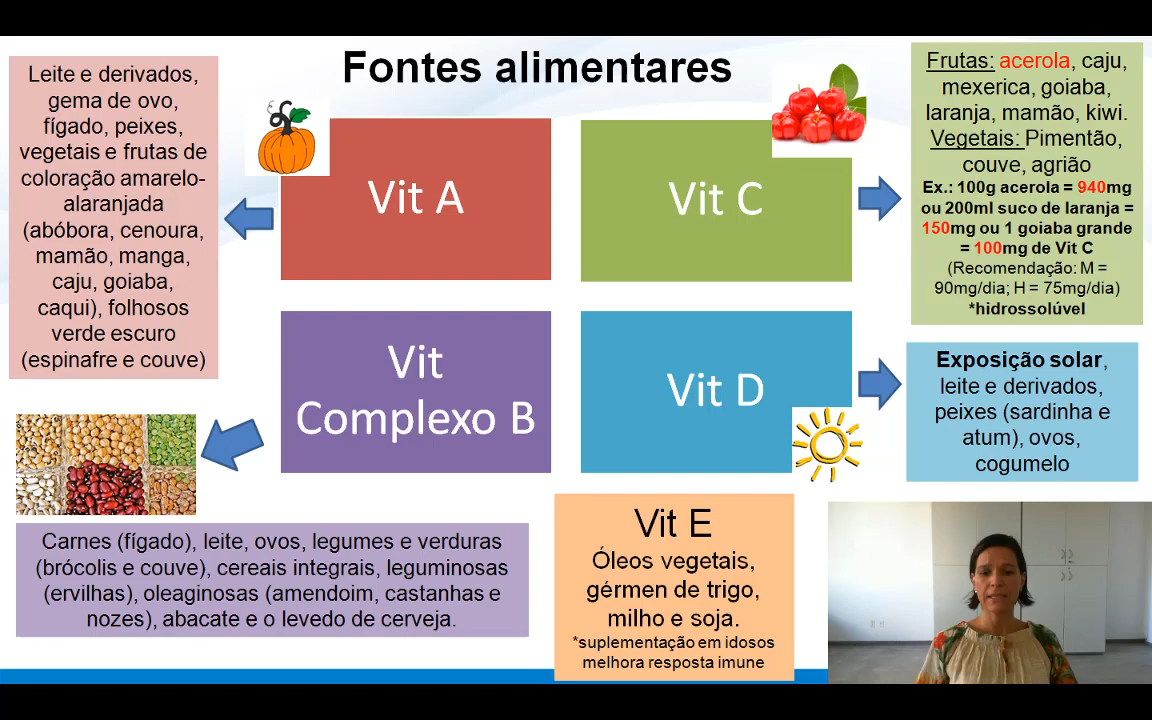 Fontes alimentares
Leite e derivados,
gema de ovo,
fígado, peixes,
vegetais e frutas de
coloração amarelo-
alaranjada
(abóbora, cenoura,
mamão, manga,
caju, goiaba,
caqui), folhosos
verde escuro
(espinafre e couve)
Vit A
Vit C
Frutas: acerola, caju,
mexerica, goiaba,
laranja, mamão, kiwi.
Vegetais: Pimentão,
couve, agrião
Ex.: 100g acerola = 940mg
ou 200ml suco de laranja =
150mg ou 1 goiaba grande
= 100mg de Vit C
(Recomendação: M =
90mg/dia; H = 75mg/dia)
*hidrossolúvel
Vit
Complexo B
Vit D
Exposição solar,
leite e derivados,
peixes (sardinha e
atum), ovos,
cogumelo
Carnes (fígado), leite, ovos, legumes e verduras
(brócolis e couve), cereais integrais, leguminosas
(ervilhas), oleaginosas (amendoim, castanhas e
nozes), abacate e o levedo de cerveja.
Vit E
Óleos vegetais,
gérmen de trigo,
milho e soja.
*suplementação em idosos
melhora resposta imune